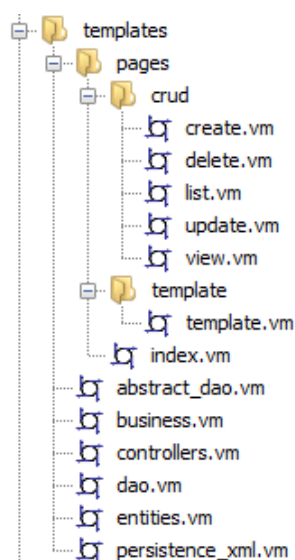 templates
pages
crud
create.vm
delete.vm
list.vm
update.vm
view.vm
template
template.vm
index.vm
abstract_dao.vm
business.vm
controllers.vm
dao.vm
entities.vm
persistence_xml.vm